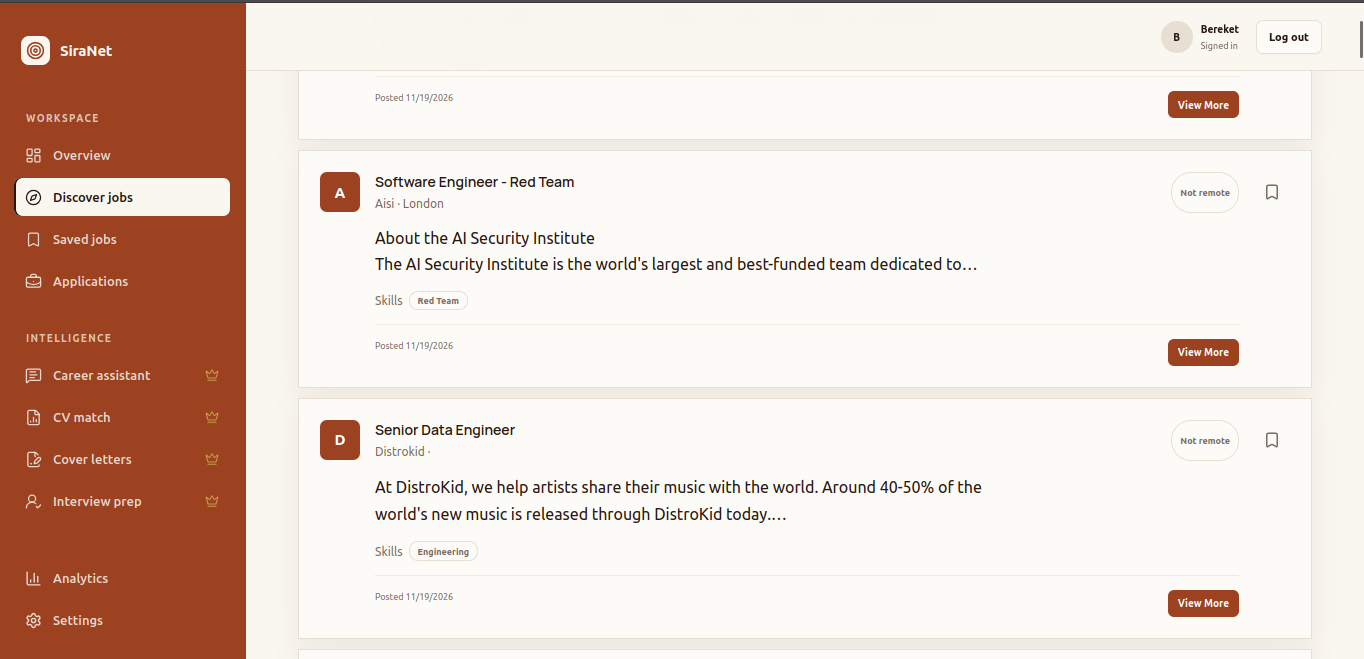 SiraNet
WORKSPACE
Overview
Discover jobs
Saved jobs
Applications
INTELLIGENCE
Career assistant
CV match
Cover letters
Interview prep
Analytics
Settings
B
Bereket
Signed in
Log out
Posted 11/19/2026
View More
A
Software Engineer - Red Team
Aisi · London
Not remote
About the AI Security Institute
The AI Security Institute is the world's largest and best-funded team dedicated to…
Skills Red Team
Posted 11/19/2026
View More
D
Senior Data Engineer
Distrokid ·
Not remote
At DistroKid, we help artists share their music with the world. Around 40-50% of the
world's new music is released through DistroKid today.…
Skills Engineering
Posted 11/19/2026
View More